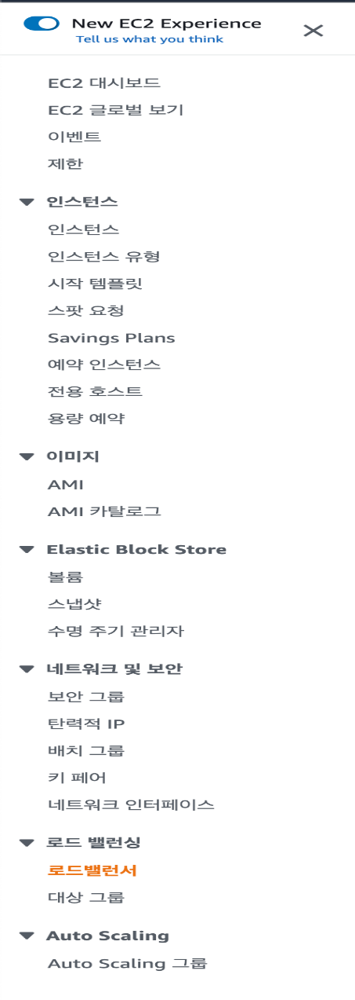 New EC2 Experience
Tell us what you think
EC2 대시보드
EC2 글로벌 보기
이벤트
제한
인스턴스
인스턴스
인스턴스 유형
시작 템플릿
스팟 요청
Savings Plans
예약 인스턴스
전용 호스트
용량 예약
이미지
AMI
AMI 카탈로그
Elastic Block Store
볼륨
스냅샷
수명 주기 관리자
네트워크 및 보안
보안 그룹
탄력적 IP
배치 그룹
키 페어
네트워크 인터페이스
로드 밸런싱
로드밸런서
대상 그룹
Auto Scaling
Auto Scaling 그룹